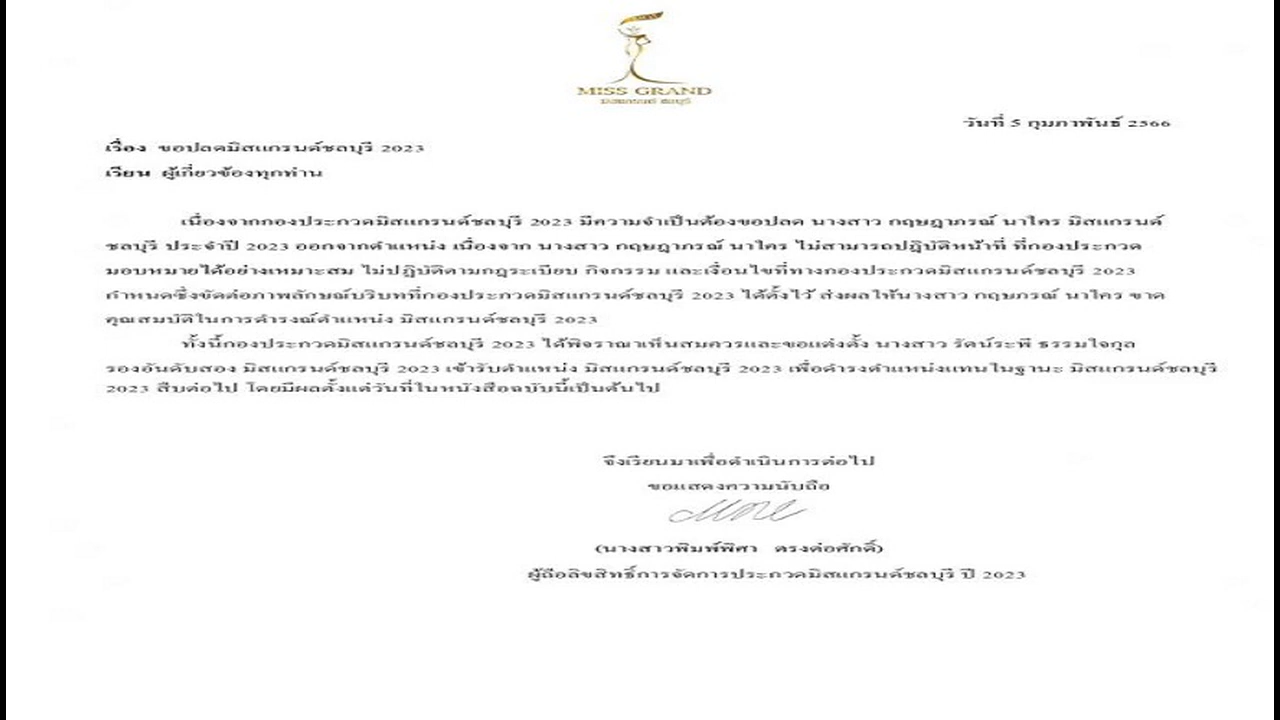 MISS GRAND
มิสแกรนด์ ชลบุรี
วันที่ 5 กุมภาพันธ์ 2566
เรื่อง ขอปลดมิสแกรนด์ชลบุรี 2023
เรียน ผู้เกี่ยวข้องทุกท่าน
เนื่องจากกองประกวดมิสแกรนด์ชลบุรี 2023 มีความจำเป็นต้องขอปลด นางสาว กฤษฎาภรณ์ นาไคร มิสแกรนด์
ชลบุรี ประจำปี 2023 ออกจากตำแหน่ง เนื่องจาก นางสาว กฤษฎาภรณ์ นาไคร ไม่สามารถปฏิบัติหน้าที่ ที่กองประกวด
มอบหมายได้อย่างเหมาะสม ไม่ปฏิบัติตามกฎระเบียบ กิจกรรม และเงื่อนไขที่ทางกองประกวดมิสแกรนด์ชลบุรี 2023
กำหนดซึ่งขัดต่อภาพลักษณ์บริบทที่กองประกวดมิสแกรนด์ชลบุรี 2023 ได้ตั้งไว้ ส่งผลให้นางสาว กฤษภรณ์ นาไคร ขาด
คุณสมบัติในการดำรงณ์ตำแหน่ง มิสแกรนด์ชลบุรี 2023
ทั้งนี้กองประกวดมิสแกรนด์ชลบุรี 2023 ได้พิจราณาเห็นสมควรและขอแต่งตั้ง นางสาว รัตน์ระพี ธรรมใจกุล
รองอันดับสอง มิสแกรนด์ชลบุรี 2023 เข้ารับตำแหน่ง มิสแกรนด์ชลบุรี 2023 เพื่อดำรงตำแหน่งแทนในฐานะ มิสแกรนด์ชลบุรี
2023 สืบต่อไป โดยมีผลตั้งแต่วันที่ในหนังสือฉบับนี้เป็นต้นไป
จึงเรียนมาเพื่อดำเนินการต่อไป
ขอแสดงความนับถือ
(นางสาวพิมพ์พิศา ตรงต่อศักดิ์)
ผู้ถือลิขสิทธิ์การจัดการประกวดมิสแกรนด์ชลบุรี ปี 2023